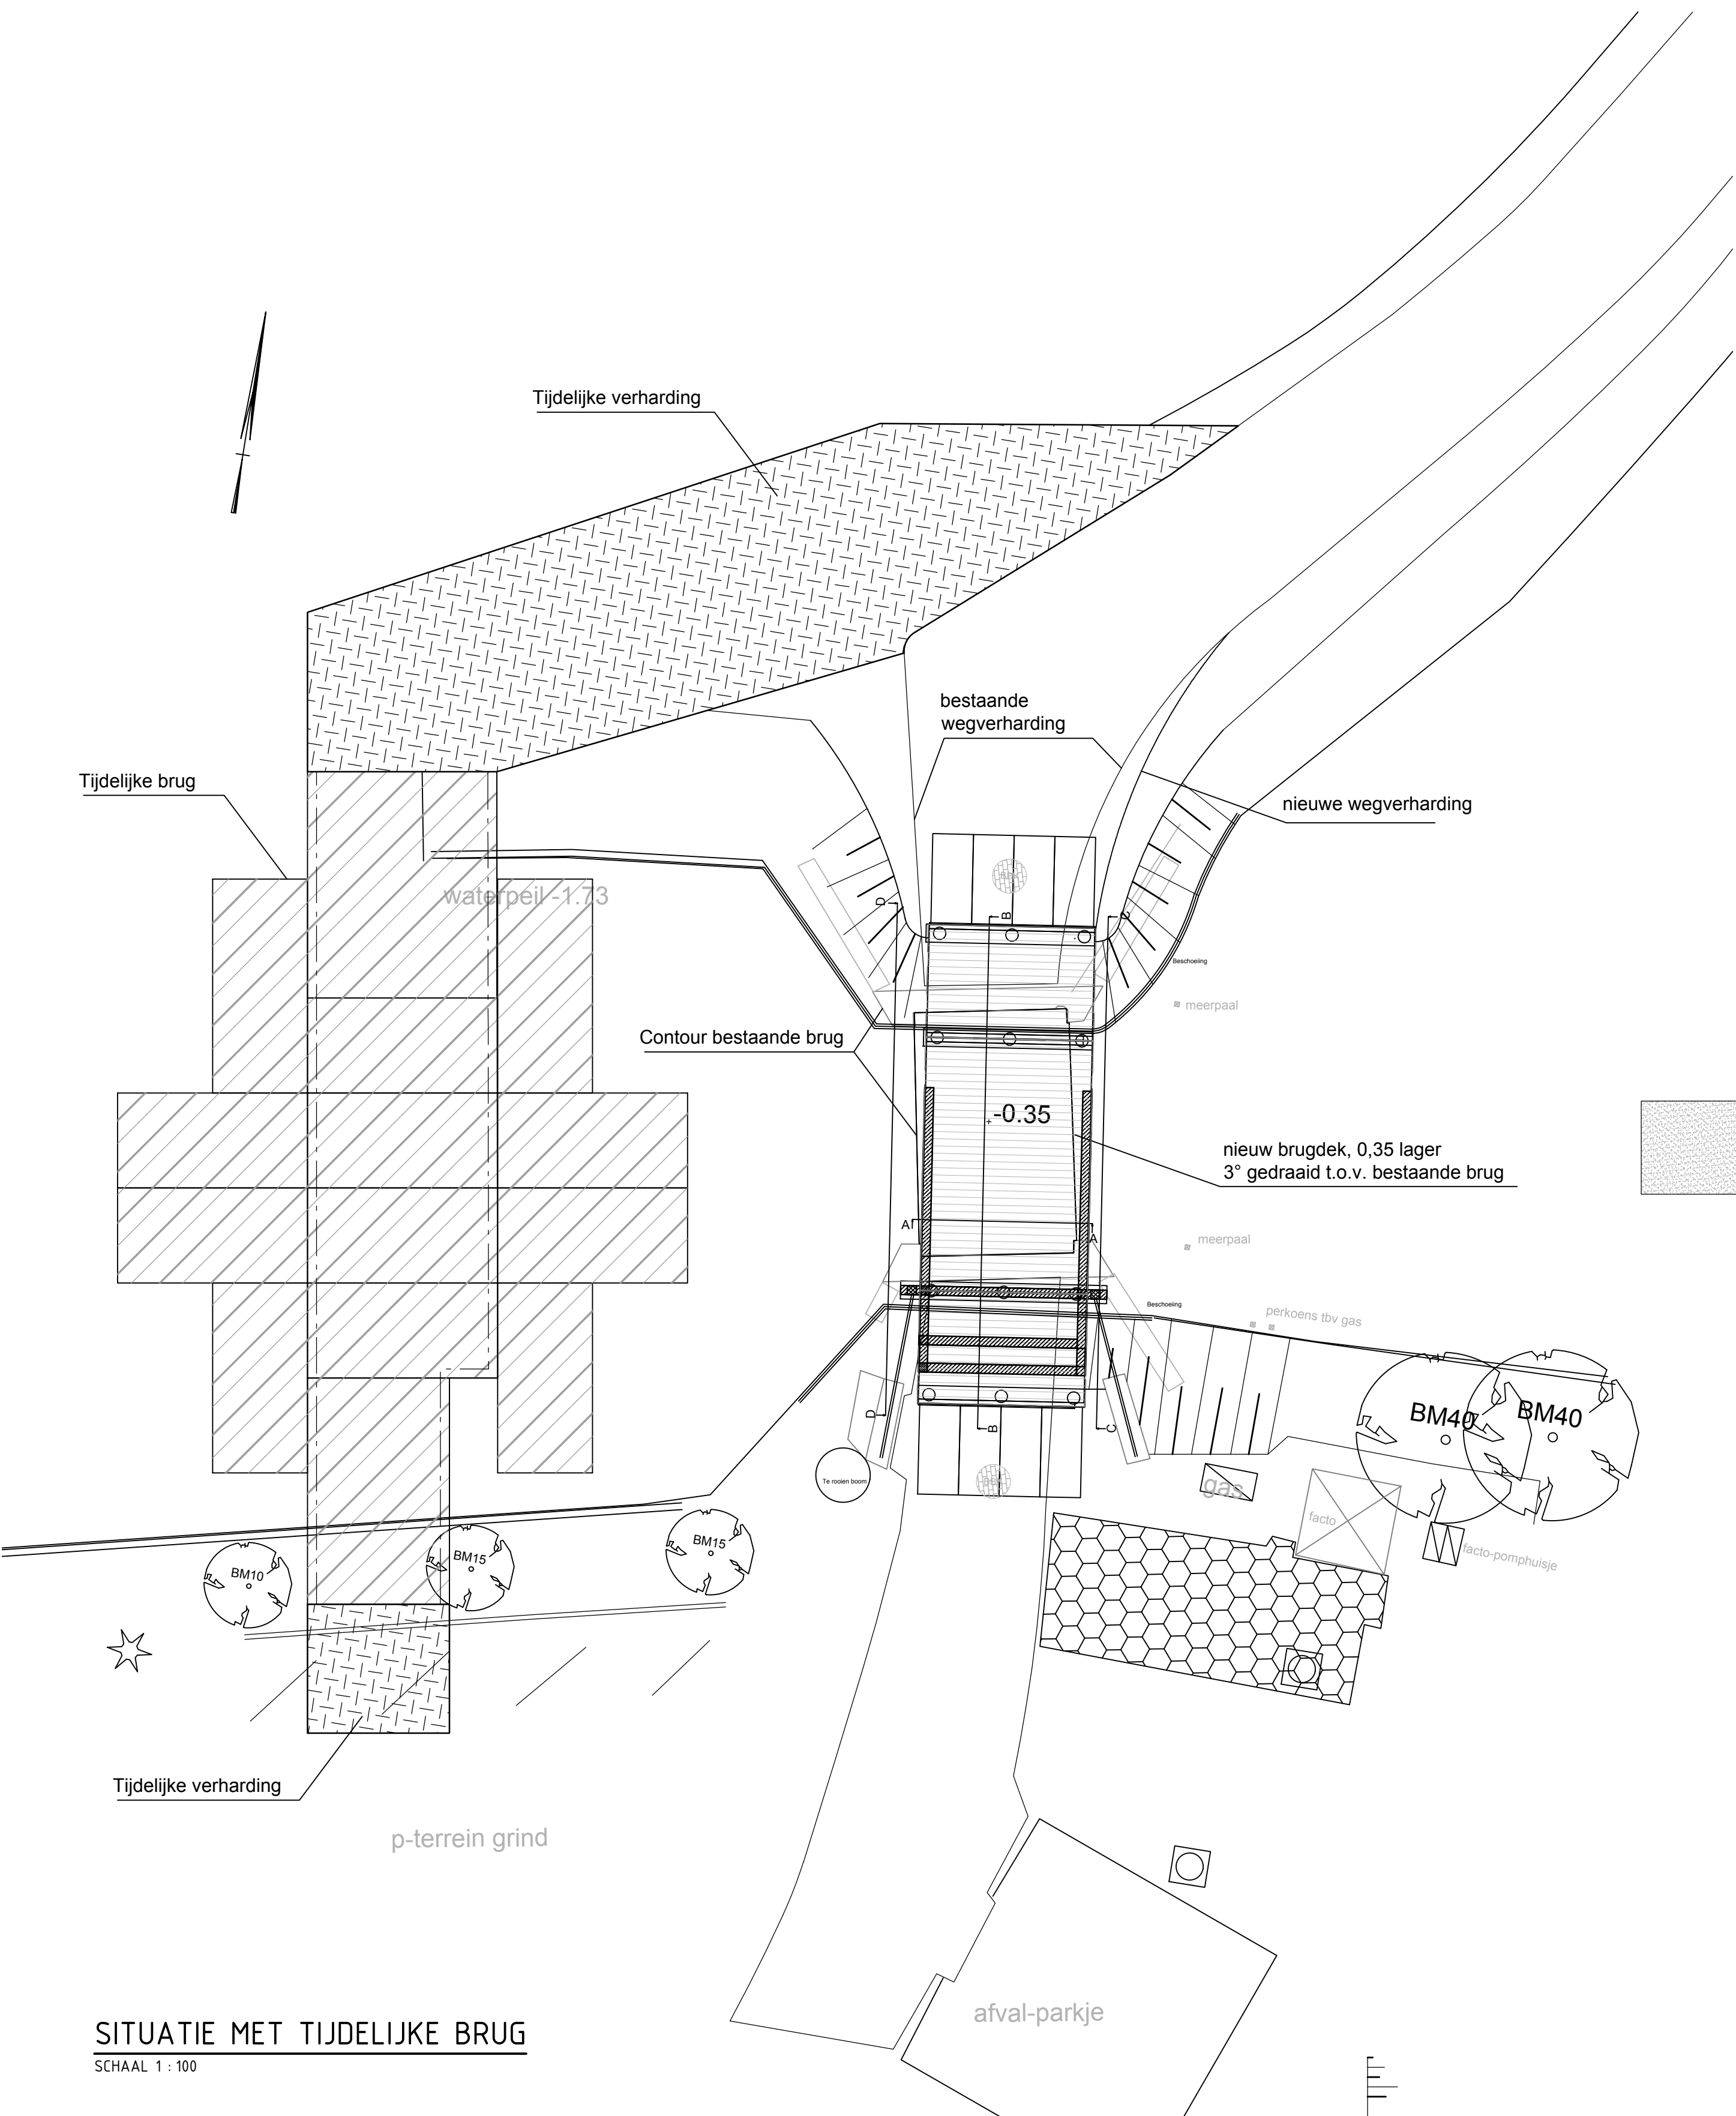 Tijdelijke verharding
bestaande
wegverharding
Tijdelijke brug
nieuwe wegverharding
waterpeil -1.73
D
B
C
Beschoeiing
meerpaal
Contour bestaande brug
-0.35
nieuw brugdek, 0,35 lager
3° gedraaid t.o.v. bestaande brug
A
A
meerpaal
Beschoeiing
perkoens tbv gas
BM40
BM40
D
B
C
Te rooien boom
gas
facto
facto-pomphuisje
BM10
BM15
BM15
Tijdelijke verharding
p-terrein grind
afval-parkje
SITUATIE MET TIJDELIJKE BRUG
SCHAAL 1 : 100